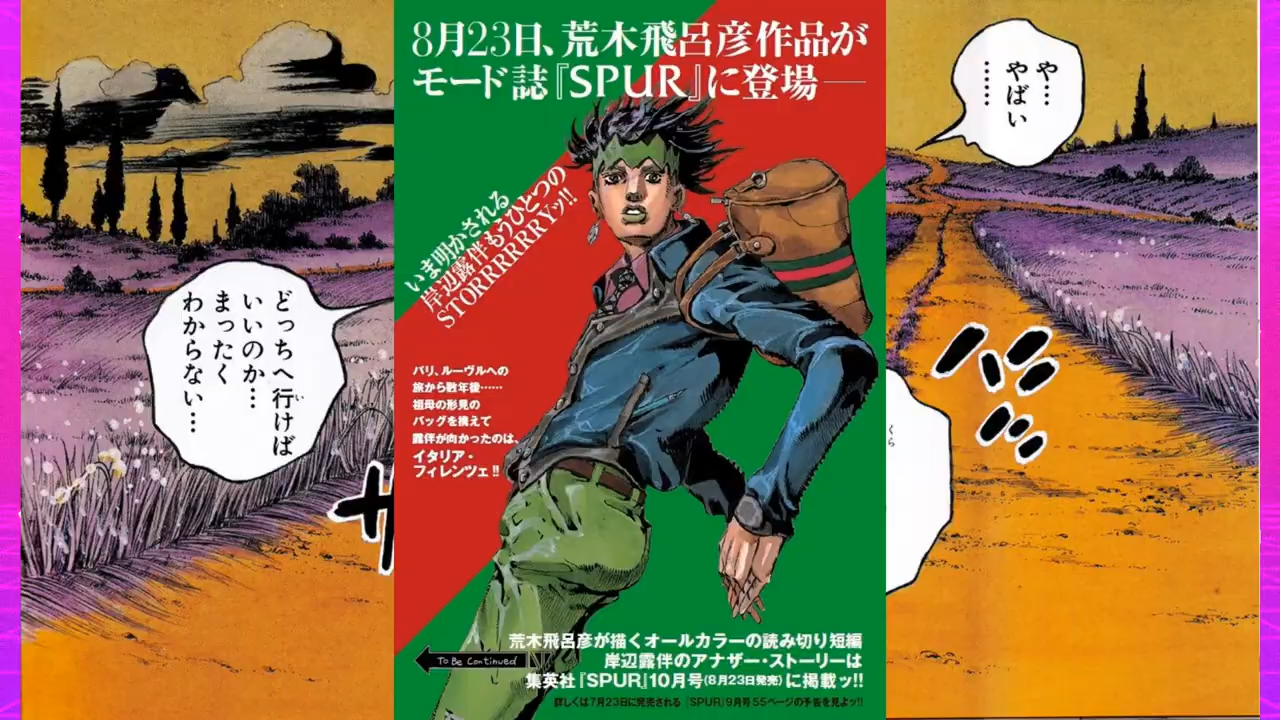 8月23日、荒木飛呂彦作品が
モード誌『SPUR』に登場―
いま明かされる
岸辺露伴もうひとつの
STORRRRRRYッ!!
パリ、ルーヴルへの
旅から数年後……
祖母の形見の
バッグを携えて
露伴が向かったのは、
イタリア・
フィレンツェ!!
荒木飛呂彦が描くオールカラーの読み切り短編
岸辺露伴のアナザー・ストーリーは
集英社『SPUR』10月号(8月23日発売)に掲載ッ!!
To Be Continued
詳しくは7月23日に発売される『SPUR』9月号55ページの予告を見よッ!!
や…
やばい
……
どっちへ行けば
い
いいのか…
まったく
わからない…
サ
バ
ッ
くら